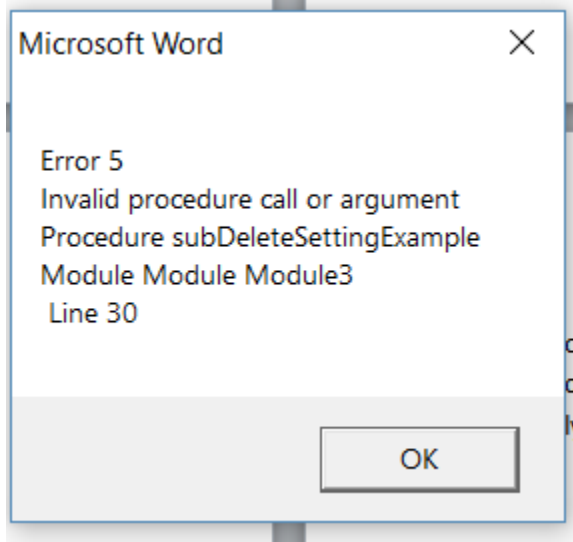 Microsoft Word
Error 5
Invalid procedure call or argument
Procedure subDeleteSettingExample
Module Module Module3
Line 30
OK